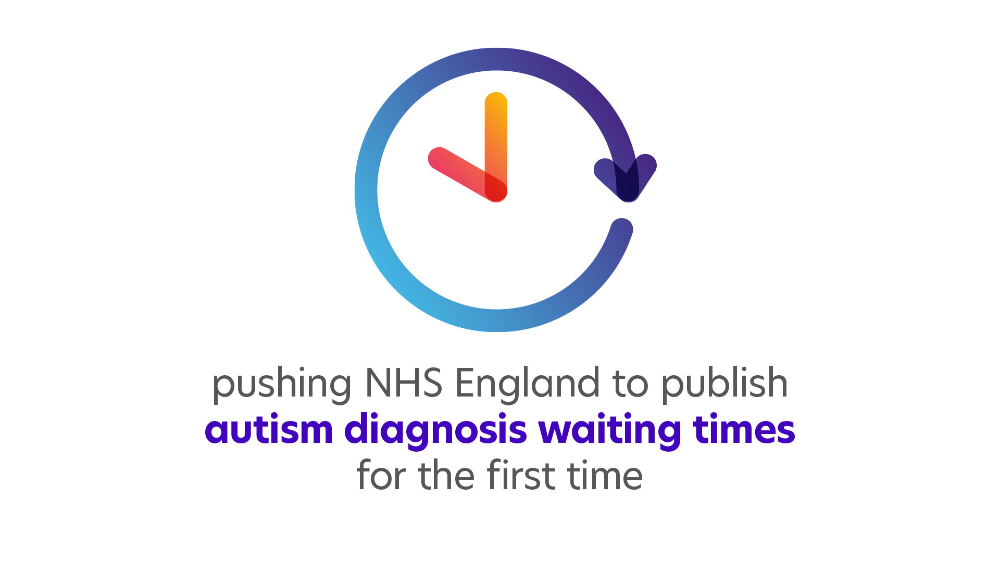 pushing NHS England to publish
autism diagnosis waiting times
for the first time